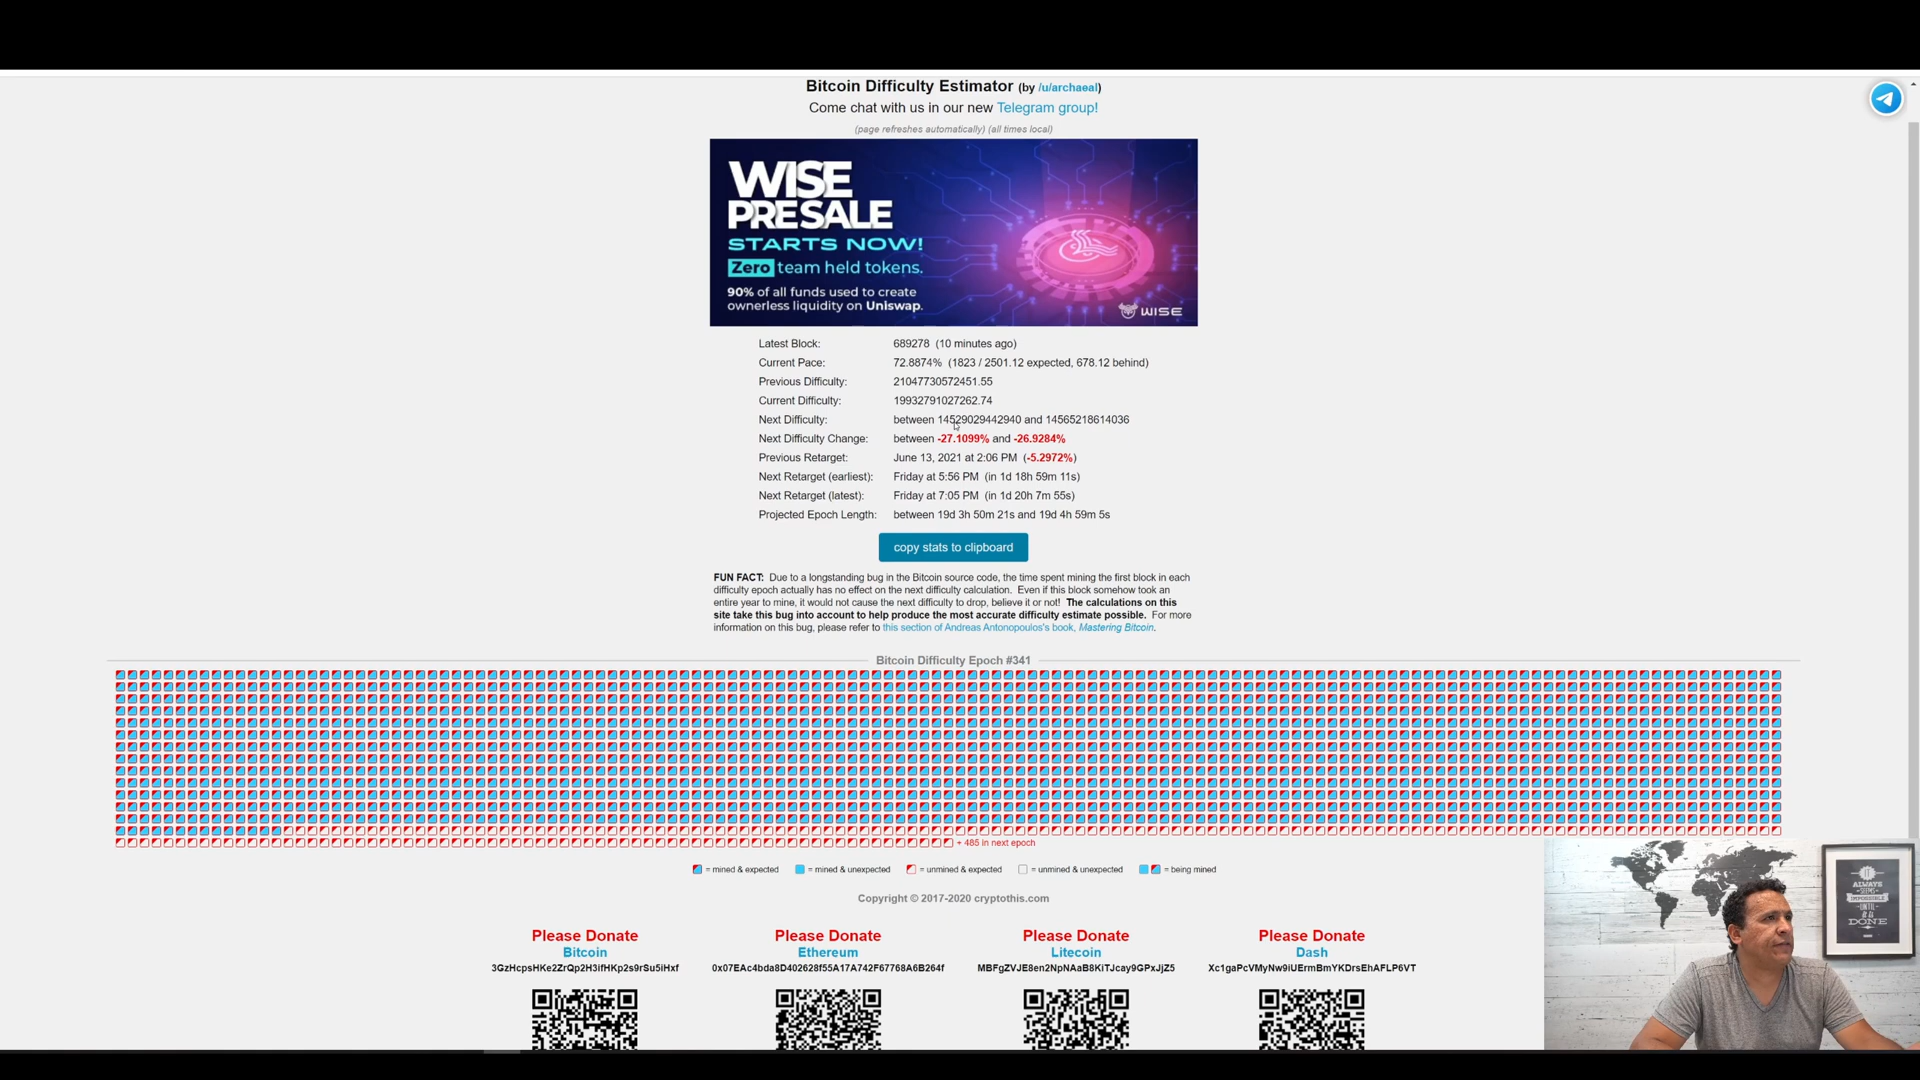 Bitcoin Difficulty Estimator (by /u/archaeal)
Come chat with us in our new Telegram group!
(page refreshes automatically) (all times local)
WISE
PRESALE
STARTS NOW!
Zero team held tokens.
90% of all funds used to create
ownerless liquidity on Uniswap.
WISE
Latest Block: 689278 (10 minutes ago)
Current Pace: 72.8874% (1823 / 2501.12 expected, 678.12 behind)
Previous Difficulty: 21047730572451.55
Current Difficulty: 19932791027262.74
Next Difficulty: between 14529029442940 and 14565218614036
Next Difficulty Change: between -27.1099% and -26.9284%
Previous Retarget: June 13, 2021 at 2:06 PM (-5.2972%)
Next Retarget (earliest): Friday at 5:56 PM (in 1d 18h 59m 11s)
Next Retarget (latest): Friday at 7:05 PM (in 1d 20h 7m 55s)
Projected Epoch Length: between 19d 3h 50m 21s and 19d 4h 59m 5s
copy stats to clipboard
FUN FACT: Due to a longstanding bug in the Bitcoin source code, the time spent mining the first block in each
difficulty epoch actually has no effect on the next difficulty calculation. Even if this block somehow took an
entire year to mine, it would not cause the next difficulty to drop, believe it or not! The calculations on this
site take this bug into account to help produce the most accurate difficulty estimate possible. For more
information on this bug, please refer to this section of Andreas Antonopoulos's book, Mastering Bitcoin.
Bitcoin Difficulty Epoch #341
+ 485 in next epoch
= mined & expected = mined & unexpected = unmined & expected = unmined & unexpected = being mined
Copyright © 2017-2020 cryptothis.com
Please Donate Please Donate Please Donate Please Donate
Bitcoin Ethereum Litecoin Dash
3GzHcpsHKe2ZrQp2H3ifHKp2s9rSu5iHxf 0x07EAc4bda8D402628f55A17A742F67768A6B264f MBFgZVJE8en2NpNAaB8KiTJcay9GPxJjZ5 Xc1gaPcVMyNw9iUErmBmYKDrsEhAFLP6VT
ALWAYS
SEEMS
IMPOSSIBLE
UNTIL
IT IS
DONE